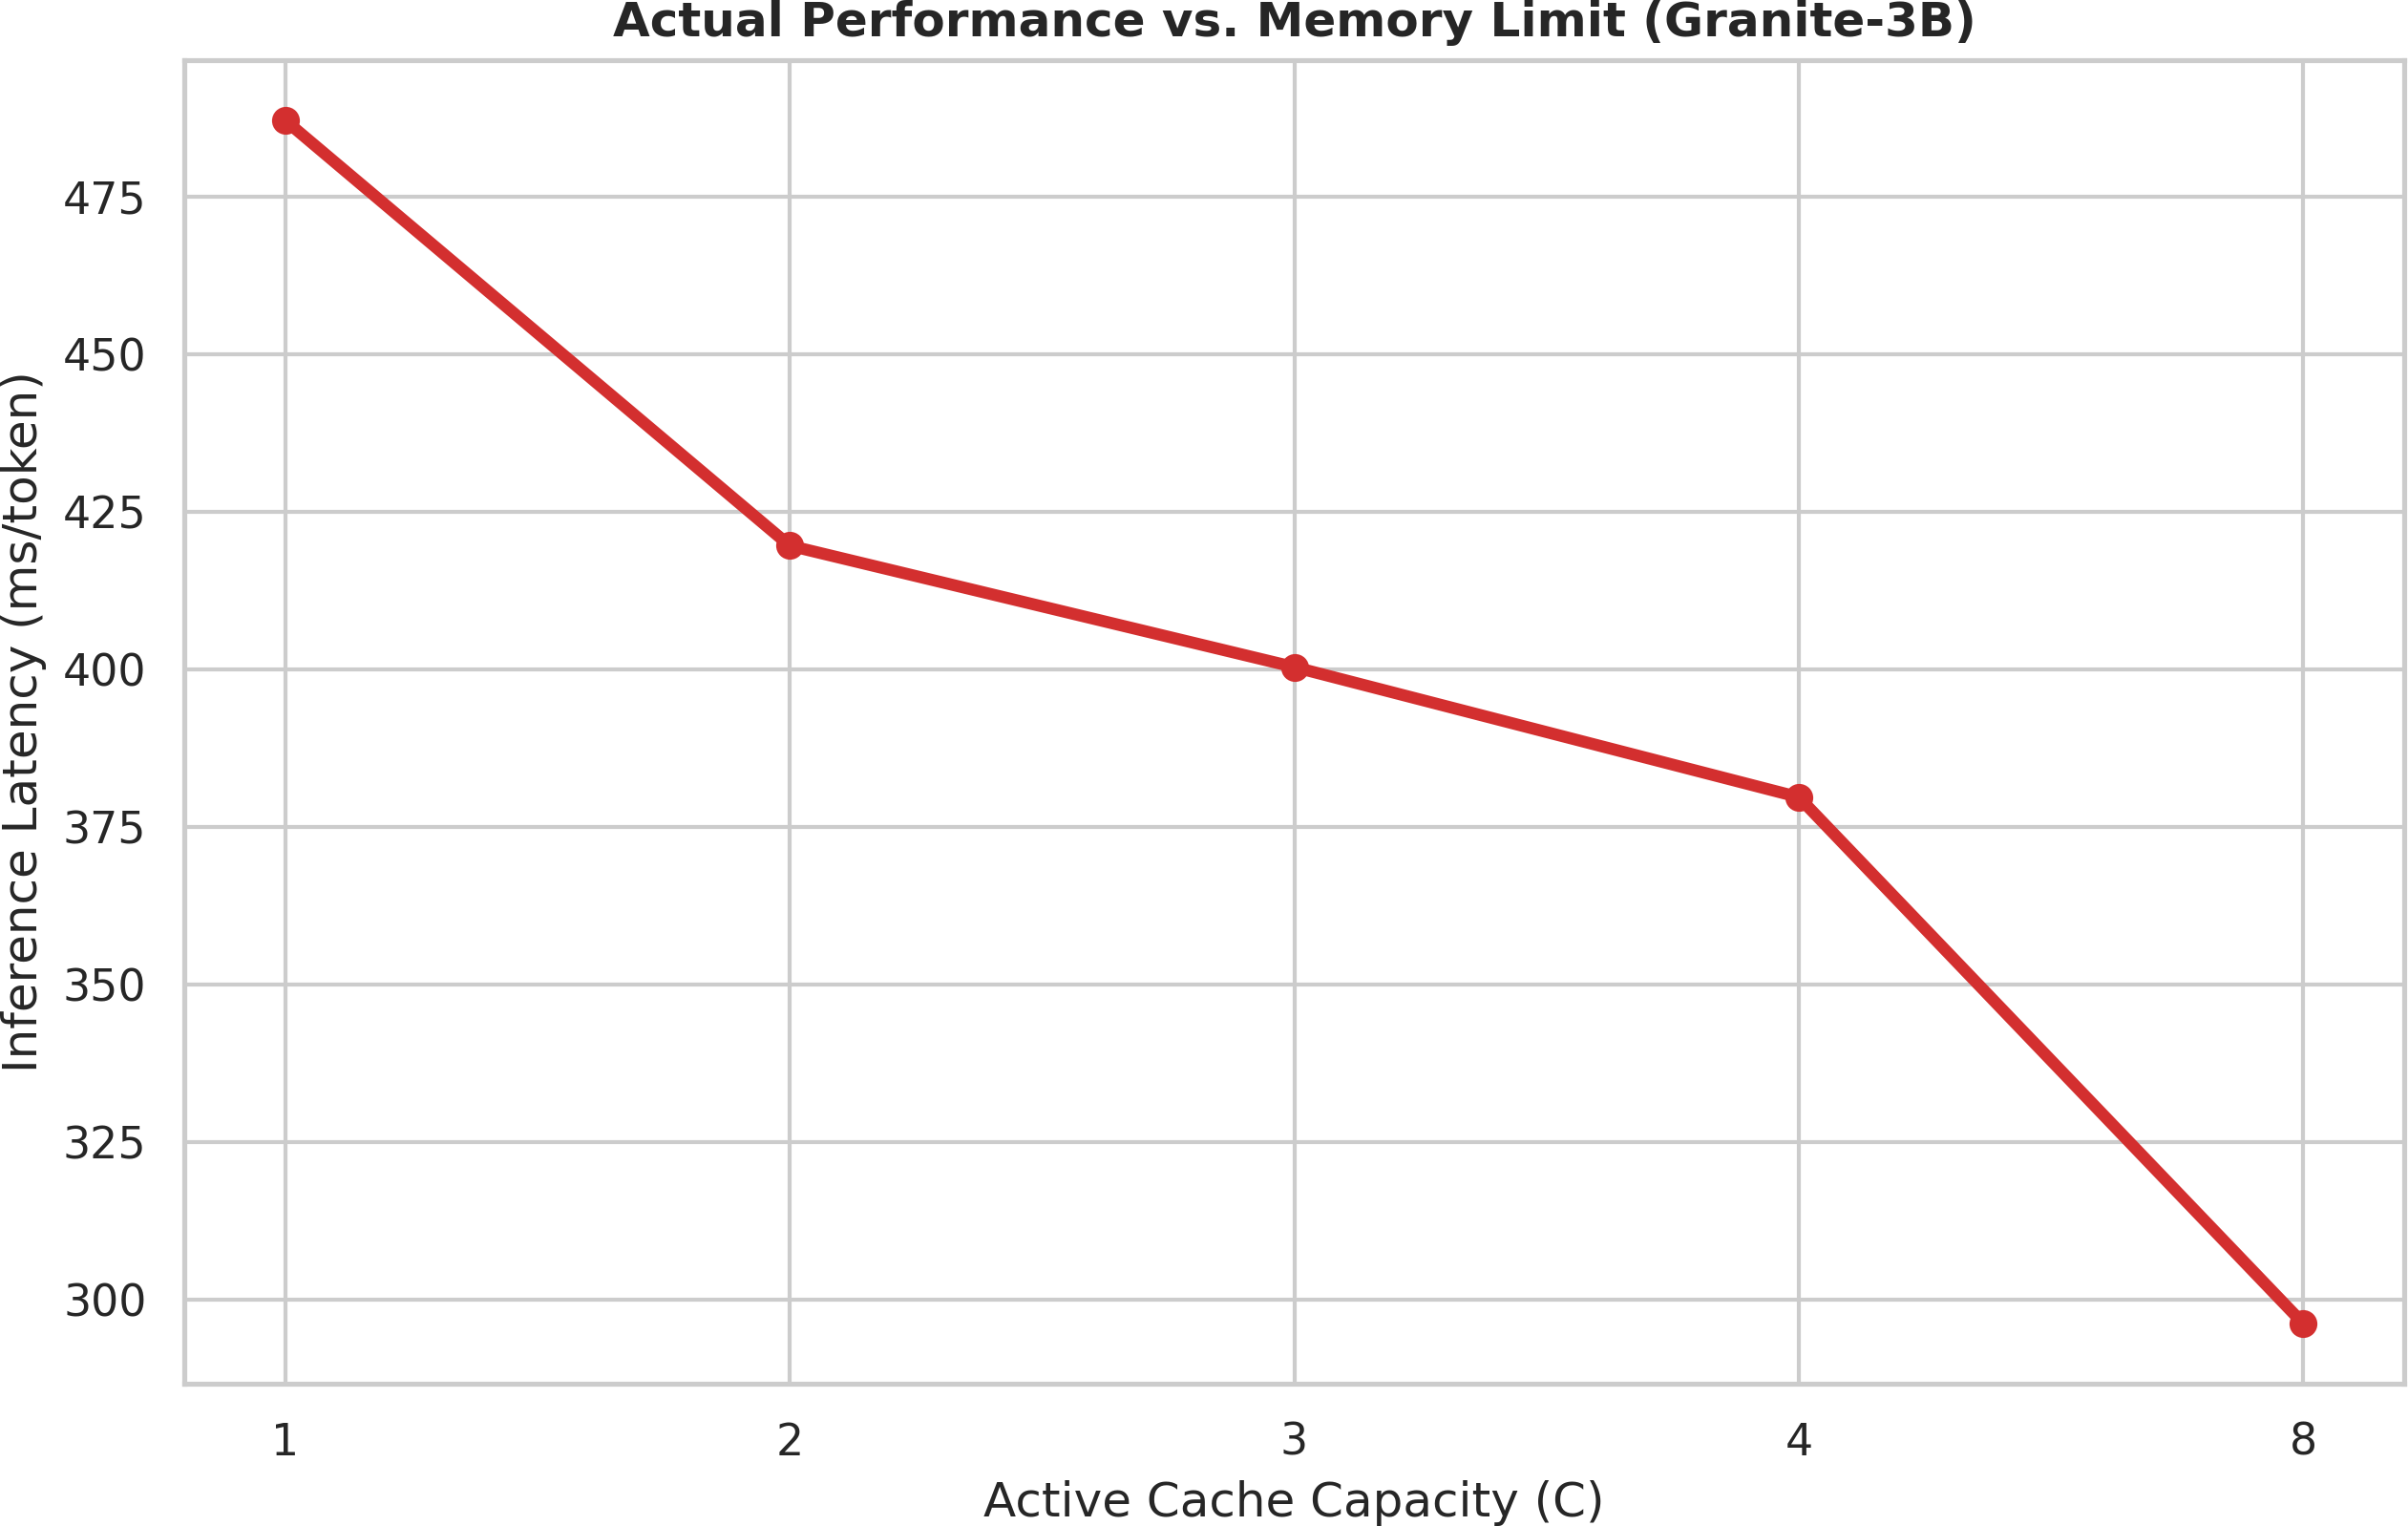 Actual Performance vs. Memory Limit (Granite-3B)
Inference Latency (ms/token)
475
450
425
400
375
350
325
300
1 2 3 4 8
Active Cache Capacity (C)